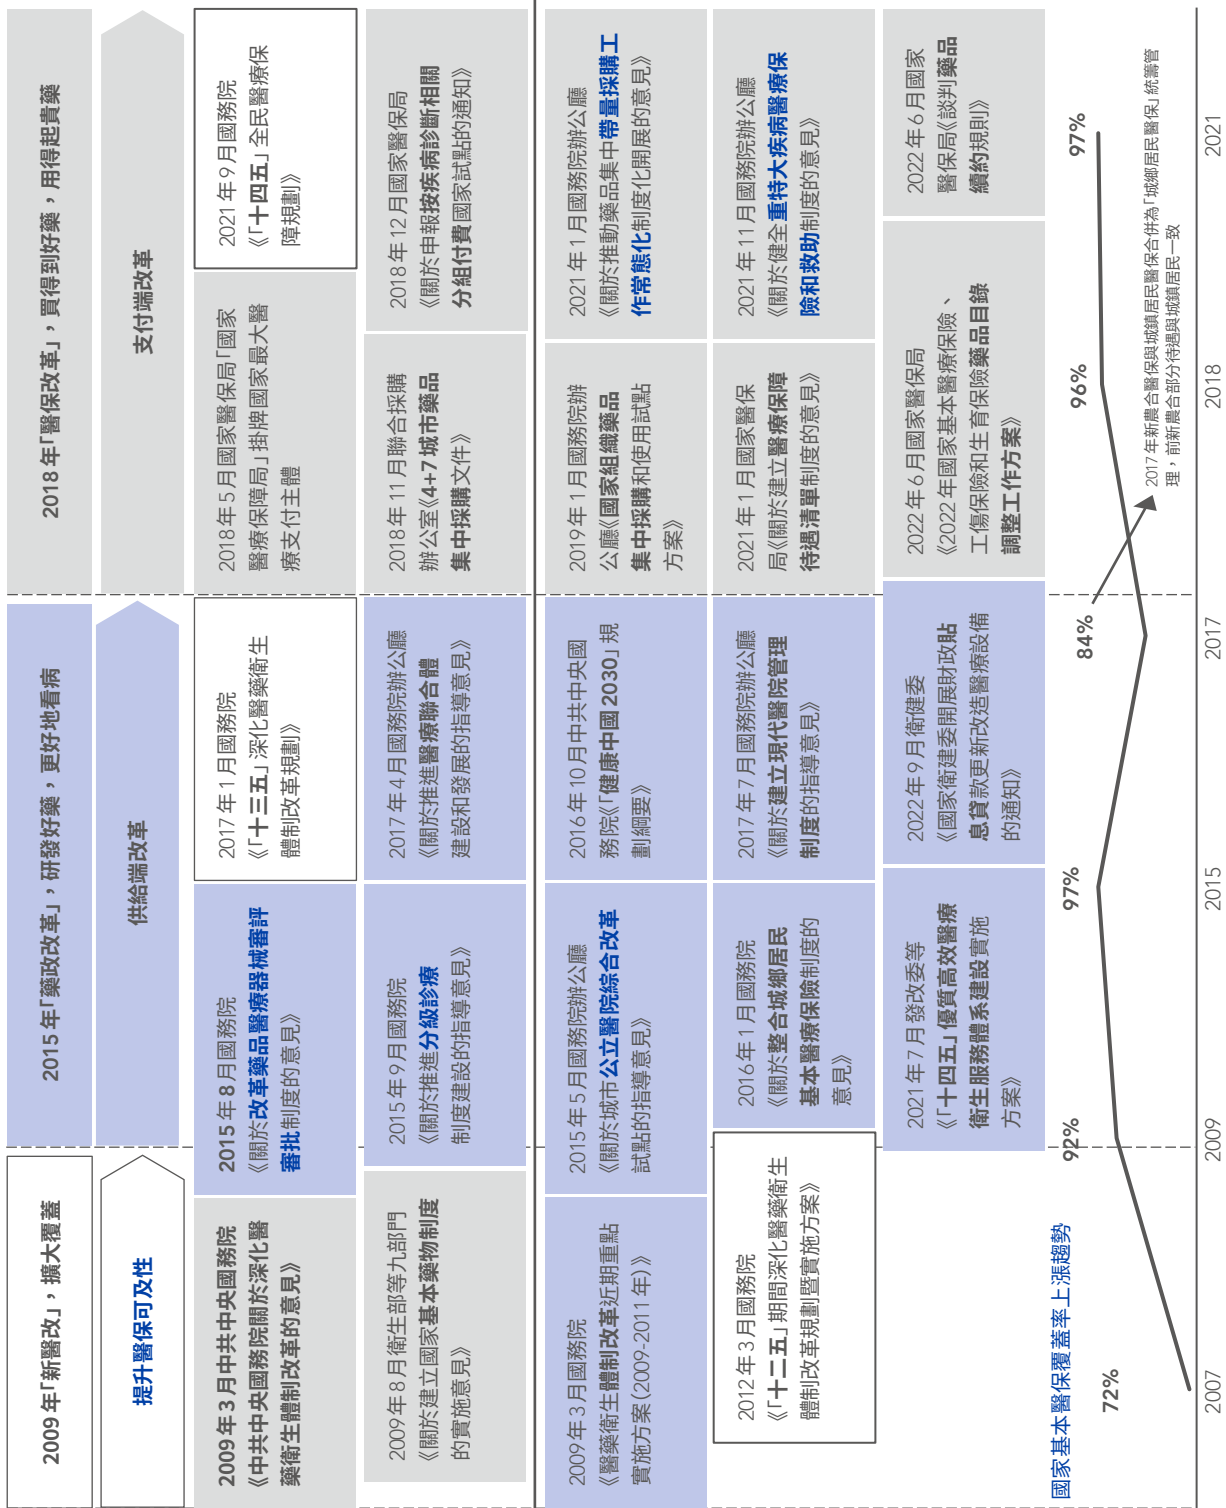 2009年「新醫改」，擴大覆蓋
2015年「藥政改革」，研發好藥，更好地看病
2018年「醫保改革」，買得到好藥，用得起貴藥
提升醫保可及性
供給端改革
支付端改革
2009年3月中共中央國務院
《中共中央國務院關於深化醫
藥衛生體制改革的意見》
2015年8月國務院
《關於改革藥品醫療器械審評
審批制度的意見》
2017年1月國務院
《「十三五」深化醫藥衛生
體制改革規劃》
2018年5月國家醫保局「國家
醫療保障局」掛牌國家最大醫
療支付主體
2021年9月國務院
《「十四五」全民醫療保
障規劃》
2009年8月衛生部等九部門
《關於建立國家基本藥物制度
的實施意見》
2015年9月國務院
《關於推進分級診療
制度建設的指導意見》
2017年4月國務院辦公廳
《關於推進醫療聯合體
建設和發展的指導意見》
2018年11月聯合採購
辦公室《4+7城市藥品
集中採購文件》
2018年12月國家醫保局
《關於申報按疾病診斷相關
分組付費國家試點的通知》
2009年3月國務院
《醫藥衛生體制改革近期重點
實施方案（2009-2011年）》
2015年5月國務院辦公廳
《關於城市公立醫院綜合改革
試點的指導意見》
2016年10月中共中央國
務院《「健康中國2030」規
劃綱要》
2019年1月國務院辦
公廳《國家組織藥品
集中採購和使用試點
方案》
2021年1月國務院辦公廳
《關於推動藥品集中帶量採購工
作常態化制度化開展的意見》
2012年3月國務院
《「十二五」期間深化醫藥衛生
體制改革規劃暨實施方案》
2016年1月國務院
《關於整合城鄉居民
基本醫療保險制度的
意見》
2017年7月國務院辦公廳
《關於建立現代醫院管理
制度的指導意見》
2021年1月國家醫保
局《關於建立醫療保障
待遇清單制度的意見》
2021年11月國務院辦公廳
《關於健全重特大疾病醫療保
險和救助制度的意見》
2021年7月發改委等
《「十四五」優質高效醫療
衛生服務體系建設實施
方案》
2022年9月衛健委
《國家衛建委開展財政貼
息貸款更新改造醫療設備
的通知》
2022年6月國家醫保局
《2022年國家基本醫療保險、
工傷保險和生育保險藥品目錄
調整工作方案》
2022年6月國家
醫保局《談判藥品
續約規則》
國家基本醫保覆蓋率上漲趨勢
72%
92%
97%
84%
96%
97%
2017年新農合醫保與城鎮居民醫保合併為「城鄉居民醫保」統籌管
理，前新農合部分待遇與城鎮居民一致
2007
2009
2015
2017
2018
2021